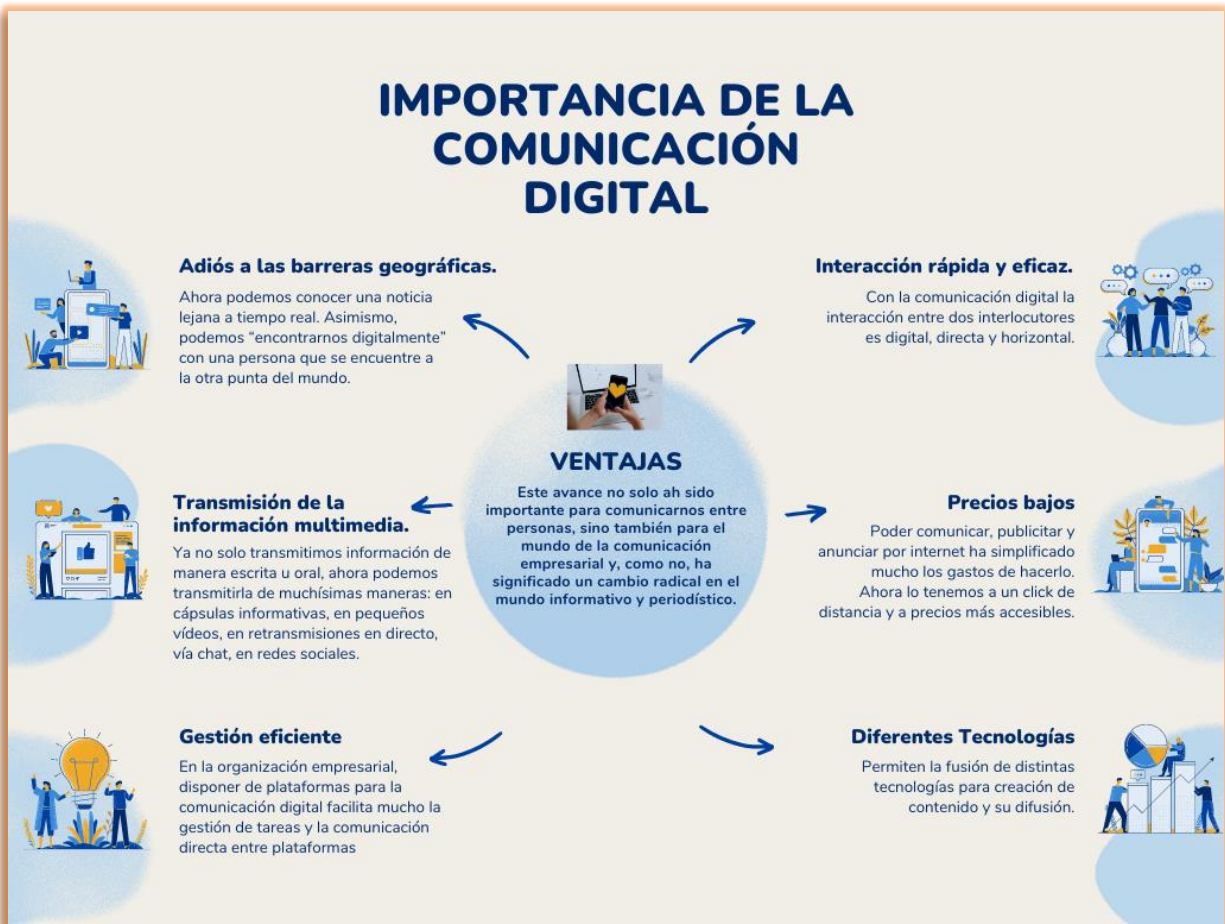 IMPORTANCIA DE LA
COMUNICACIÓN
DIGITAL
Adiós a las barreras geográficas.
Ahora podemos conocer una noticia
lejana a tiempo real. Asimismo,
podemos “encontrarnos digitalmente”
con una persona que se encuentre a
la otra punta del mundo.
Interacción rápida y eficaz.
Con la comunicación digital la
interacción entre dos interlocutores
es digital, directa y horizontal.
VENTAJAS
Este avance no solo ah sido
importante para comunicarnos entre
personas, sino también para el
mundo de la comunicación
empresarial y, como no, ha
significado un cambio radical en el
mundo informativo y periodístico.
Transmisión de la
información multimedia.
Ya no solo transmitimos información de
manera escrita u oral, ahora podemos
transmitirla de muchísimas maneras: en
cápsulas informativas, en pequeños
vídeos, en retransmisiones en directo,
vía chat, en redes sociales.
Precios bajos
Poder comunicar, publicitar y
anunciar por internet ha simplificado
mucho los gastos de hacerlo.
Ahora lo tenemos a un click de
distancia y a precios más accesibles.
Gestión eficiente
En la organización empresarial,
disponer de plataformas para la
comunicación digital facilita mucho la
gestión de tareas y la comunicación
directa entre plataformas
Diferentes Tecnologías
Permiten la fusión de distintas
tecnologías para creación de
contenido y su difusión.